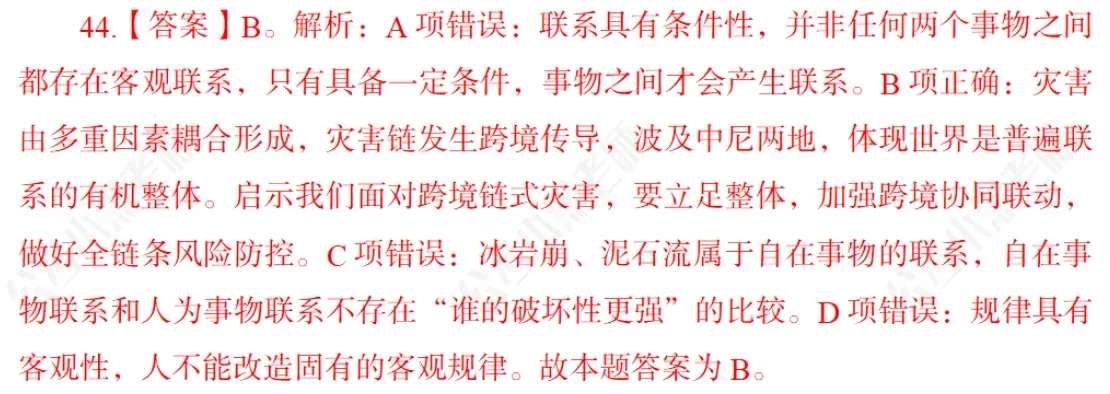 44.【答案】B。解析：A 项错误：联系具有条件性，并非任何两个事物之间
都存在客观联系，只有具备一定条件，事物之间才会产生联系。B 项正确：灾害
由多重因素耦合形成，灾害链发生跨境传导，波及中尼两地，体现世界是普遍联
系的有机整体。启示我们面对跨境链式灾害，要立足整体，加强跨境协同联动，
做好全链条风险防控。C 项错误：冰岩崩、泥石流属于自在事物的联系，自在事
物联系和人为事物联系不存在“谁的破坏性更强”的比较。D 项错误：规律具有
客观性，人不能改造固有的客观规律。故本题答案为 B。